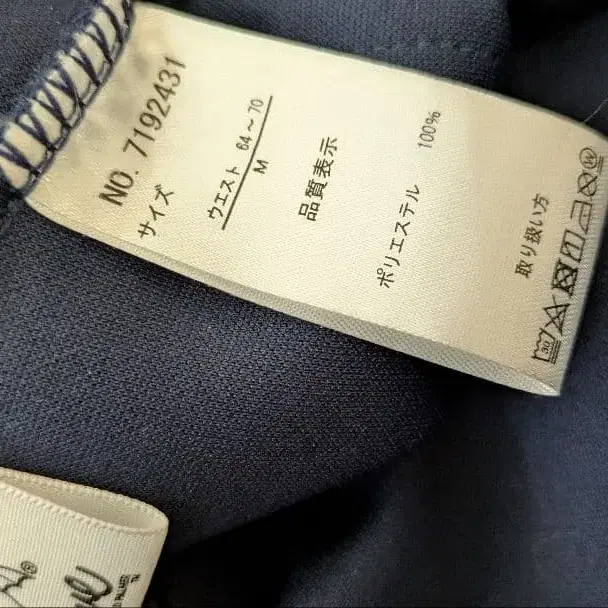 NO. 7192431
サイズ
ウエスト 64～70
M
品質表示
ポリエステル 100%
取り扱い方
30
W